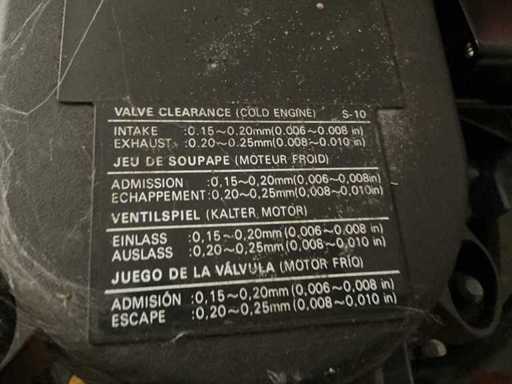 VALVE CLEARANCE (COLD ENGINE) S-10
INTAKE :0.15~0.20mm(0.006~0.008 in)
EXHAUST :0.20~0.25mm(0.008~0.010 in)
JEU DE SOUPAPE (MOTEUR FROID)
ADMISSION :0,15~0,20mm(0,006~0,008in)
ECHAPPEMENT:0,20~0,25mm(0,008~0,010in)
VENTILSPIEL (KALTER MOTOR)
EINLASS :0,15~0,20mm(0,006~0,008 in)
AUSLASS :0,20~0,25mm(0,008~0,010 in)
JUEGO DE LA VÁLVULA (MOTOR FRÍO)
ADMISIÓN :0,15~0,20mm(0,006~0,008 in)
ESCAPE :0,20~0,25mm(0,008~0,010 in)